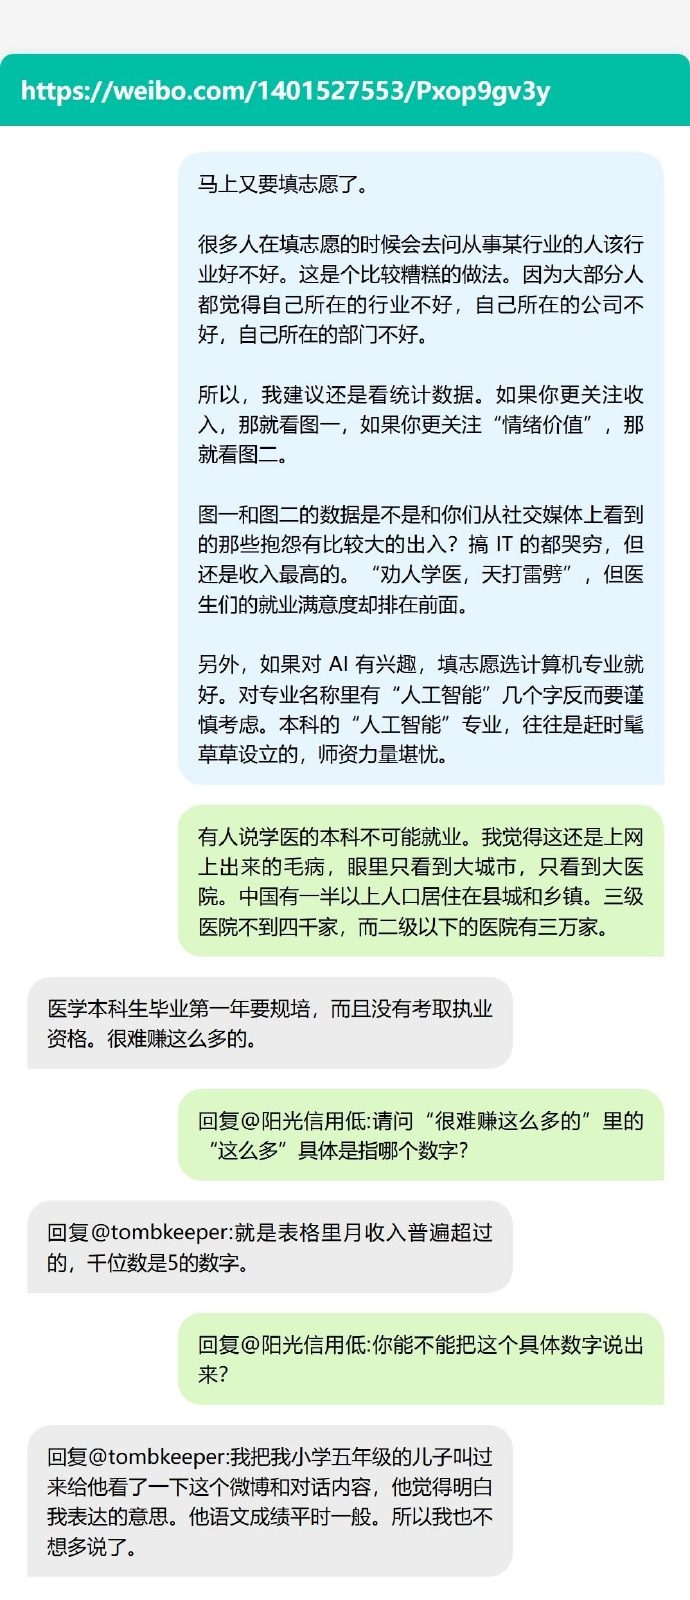 https://weibo.com/1401527553/Pxop9gv3y
马上又要填志愿了。
很多人在填志愿的时候会去问从事某行业的人该行
业好不好。这是个比较糟糕的做法。因为大部分人
都觉得自己所在的行业不好，自己所在的公司不
好，自己所在的部门不好。
所以，我建议还是看统计数据。如果你更关注收
入，那就看图一，如果你更关注“情绪价值”，那
就看图二。
图一和图二的数据是不是和你们从社交媒体上看到
的那些抱怨有比较大的出入？搞 IT 的都哭穷，但
还是收入最高的。“劝人学医，天打雷劈”，但医
生们的就业满意度却排在前面。
另外，如果对 AI 有兴趣，填志愿选计算机专业就
好。对专业名称里有“人工智能”几个字反而要谨
慎考虑。本科的“人工智能”专业，往往是赶时髦
草草设立的，师资力量堪忧。
有人说学医的本科不可能就业。我觉得这还是上网
上出来的毛病，眼里只看到大城市，只看到大医
院。中国有一半以上人口居住在县城和乡镇。三级
医院不到四千家，而二级以下的医院有三万家。
医学本科生毕业第一年要规培，而且没有考取执业
资格。很难赚这么多的。
回复@阳光信用低:请问“很难赚这么多的”里的
“这么多”具体是指哪个数字？
回复@tombkeeper:就是表格里月收入普遍超过
的，千位数是5的数字。
回复@阳光信用低:你能不能把这个具体数字说出
来？
回复@tombkeeper:我把我小学五年级的儿子叫过
来给他看了一下这个微博和对话内容，他觉得明白
我表达的意思。他语文成绩平时一般。所以我也不
想多说了。